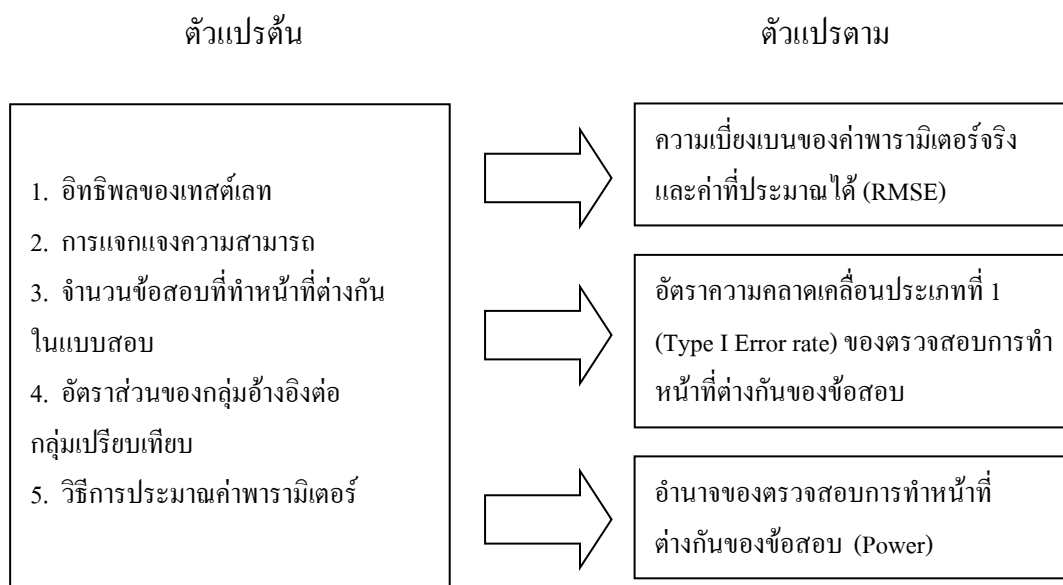 ตัวแปรต้น
ตัวแปรตาม
1. อิทธิพลของเทสต์เลท
2. การแจกแจงความสามารถ
3. จำนวนข้อสอบที่ทำหน้าที่ต่างกัน
ในแบบสอบ
4. อัตราส่วนของกลุ่มอ้างอิงต่อ
กลุ่มเปรียบเทียบ
5. วิธีการประมาณค่าพารามิเตอร์
ความเบี่ยงเบนของค่าพารามิเตอร์จริง
และค่าที่ประมาณได้ (RMSE)
อัตราความคลาดเคลื่อนประเภทที่ 1
(Type I Error rate) ของตรวจสอบการทำ
หน้าที่ต่างกันของข้อสอบ
อำนาจของตรวจสอบการทำหน้าที่
ต่างกันของข้อสอบ (Power)